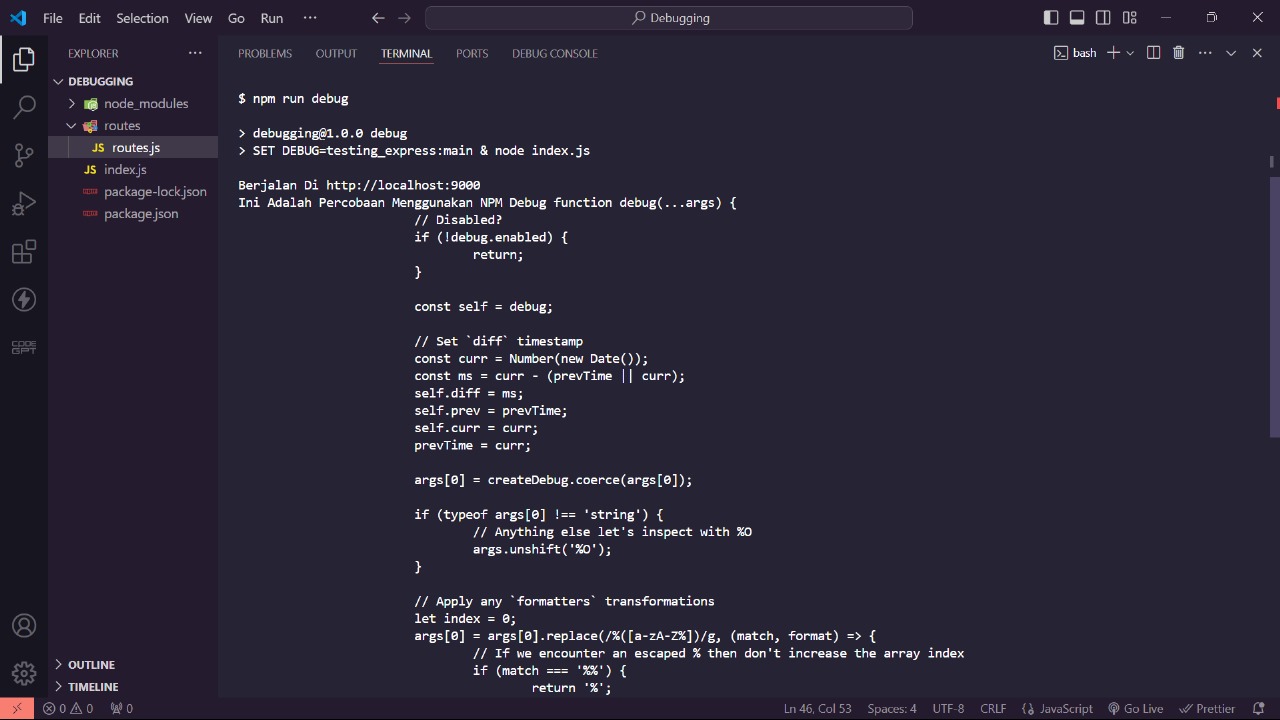 File Edit Selection View Go Run ···
Debugging
EXPLORER ···
DEBUGGING
node_modules
routes
JS routes.js
JS index.js
package-lock.json
package.json
CODE
GPT
OUTLINE
TIMELINE
PROBLEMS OUTPUT TERMINAL PORTS DEBUG CONSOLE
bash
$ npm run debug
> debugging@1.0.0 debug
> SET DEBUG=testing_express:main & node index.js
Berjalan Di http://localhost:9000
Ini Adalah Percobaan Menggunakan NPM Debug function debug(...args) {
// Disabled?
if (!debug.enabled) {
return;
}
const self = debug;
// Set `diff` timestamp
const curr = Number(new Date());
const ms = curr - (prevTime || curr);
self.diff = ms;
self.prev = prevTime;
self.curr = curr;
prevTime = curr;
args[0] = createDebug.coerce(args[0]);
if (typeof args[0] !== 'string') {
// Anything else let's inspect with %O
args.unshift('%O');
}
// Apply any `formatters` transformations
let index = 0;
args[0] = args[0].replace(/%([a-zA-Z%])/g, (match, format) => {
// If we encounter an escaped % then don't increase the array index
if (match === '%%') {
return '%';
0 0 0 Ln 46, Col 53 Spaces: 4 UTF-8 CRLF JavaScript Go Live Prettier